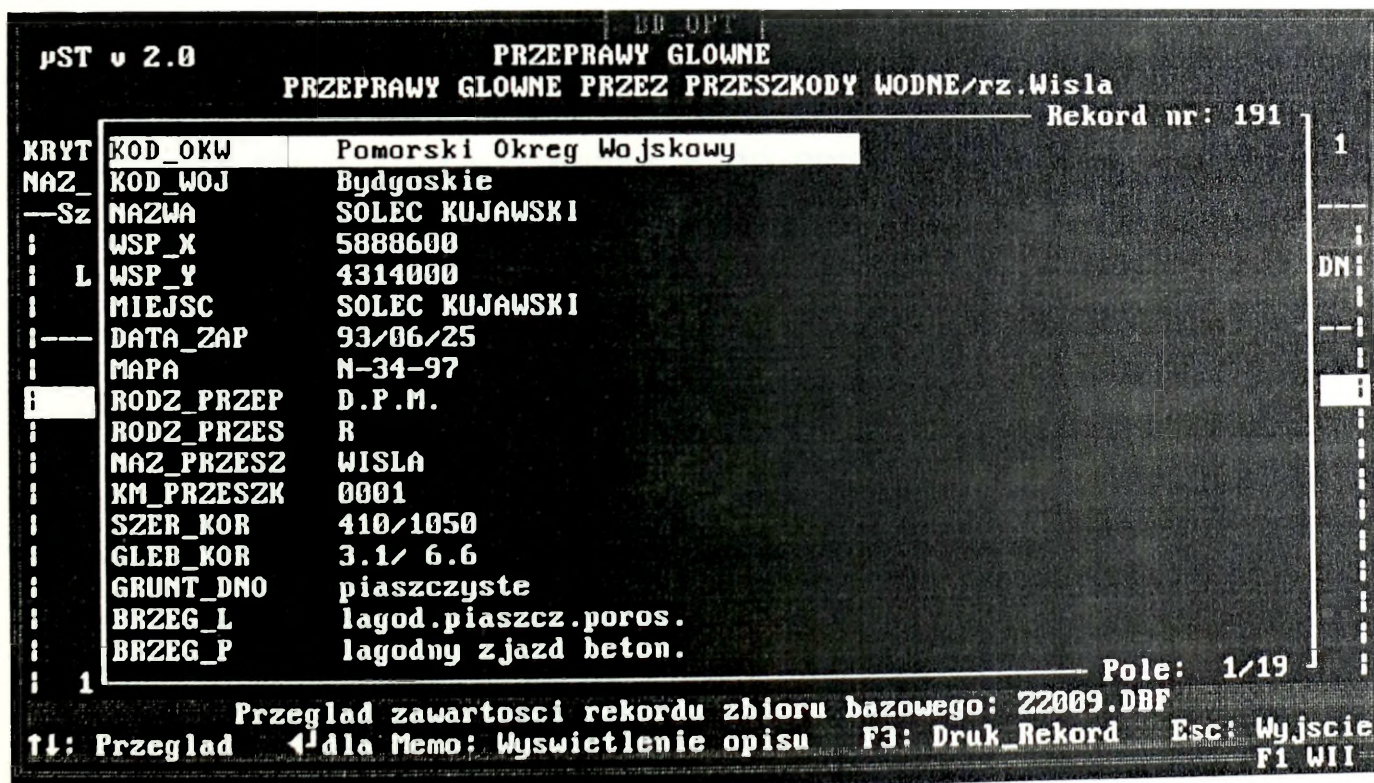 BD_OPT
µST v 2.0 PRZEPRAWY GLOWNE
PRZEPRAWY GLOWNE PRZEZ PRZESZKODY WODNE/rz.Wisla
Rekord nr: 191
KRYT KOD_OKW Pomorski Okreg Wojskowy 1
NAZ_ KOD_WOJ Bydgoskie
—Sz NAZWA SOLEC KUJAWSKI
WSP_X 5888600
L WSP_Y 4314000 DN
MIEJSC SOLEC KUJAWSKI
DATA_ZAP 93/06/25
MAPA N-34-97
RODZ_PRZEP D.P.M.
RODZ_PRZES R
NAZ_PRZESZ WISLA
KM_PRZESZK 0001
SZER_KOR 410/1050
GLEB_KOR 3.1/ 6.6
GRUNT_DNO piaszczyste
BRZEG_L lagod.piaszcz.poros.
BRZEG_P lagodny zjazd beton.
1 Pole: 1/19
Przeglad zawartosci rekordu zbioru bazowego: 22009.DBF
↑↓: Przeglad ◄┘dla Memo: Wyswietlenie opisu F3: Druk_Rekord Esc: Wyjscie
F1 WII